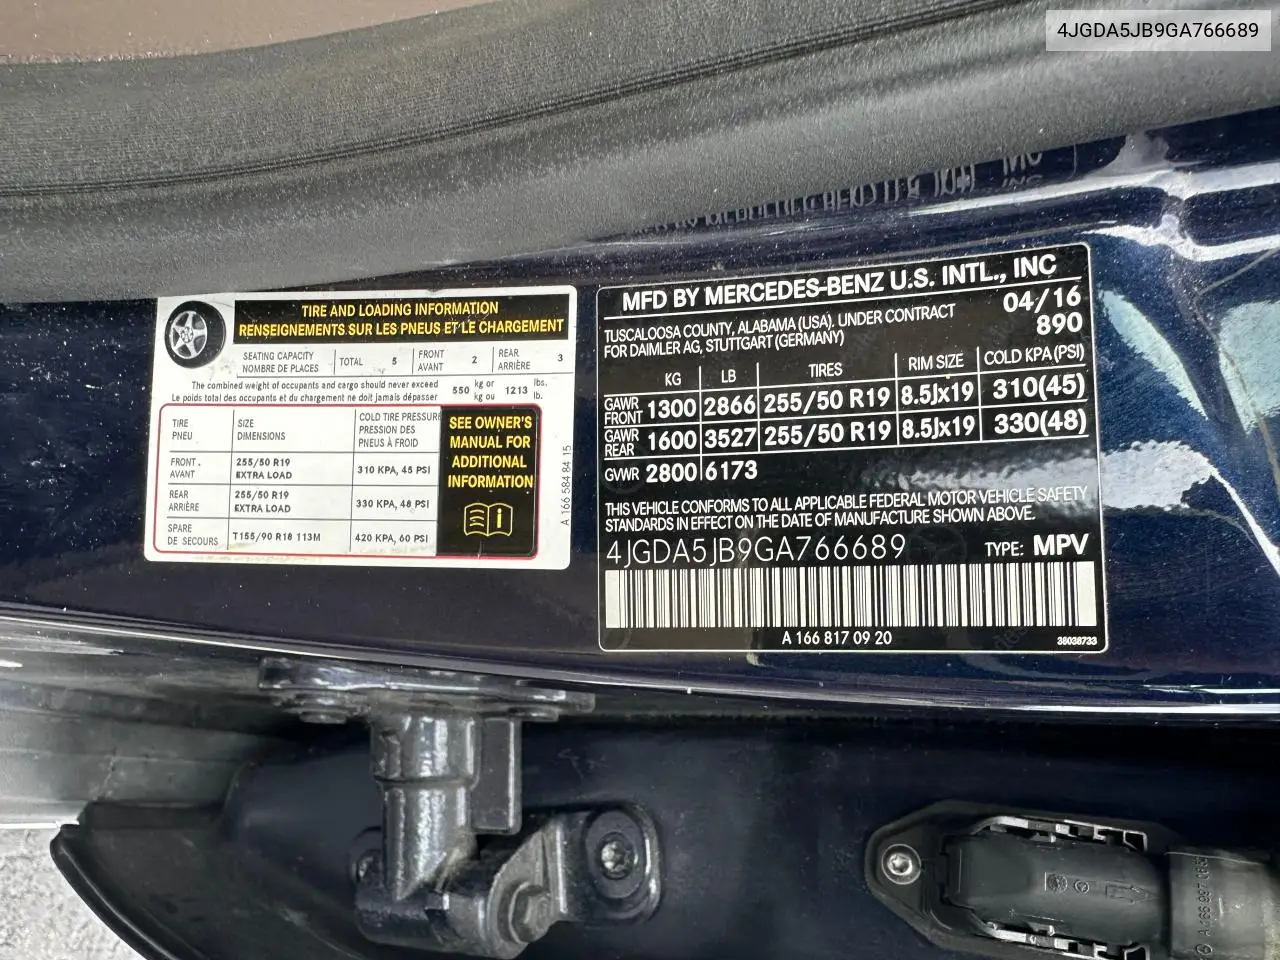 4JGDA5JB9GA766689
TIRE AND LOADING INFORMATION
RENSEIGNEMENTS SUR LES PNEUS ET LE CHARGEMENT
SEATING CAPACITY
NOMBRE DE PLACES
TOTAL 5
FRONT
AVANT
2
REAR
ARRIÈRE
3
The combined weight of occupants and cargo should never exceed
Le poids total des occupants et du chargement ne doit jamais dépasser
550 kg or
kg ou
1213 lbs.
lb.
TIRE
PNEU
SIZE
DIMENSIONS
COLD TIRE PRESSURE
PRESSION DES
PNEUS À FROID
FRONT
AVANT
255/50 R19
EXTRA LOAD
310 KPA, 45 PSI
REAR
ARRIÈRE
255/50 R19
EXTRA LOAD
330 KPA, 48 PSI
SPARE
DE SECOURS
T155/90 R18 113M
420 KPA, 60 PSI
SEE OWNER'S
MANUAL FOR
ADDITIONAL
INFORMATION
A 166 584 84 15
MFD BY MERCEDES-BENZ U.S. INTL., INC
TUSCALOOSA COUNTY, ALABAMA (USA), UNDER CONTRACT
FOR DAIMLER AG, STUTTGART (GERMANY)
04/16
890
KG LB TIRES RIM SIZE COLD KPA (PSI)
GAWR
FRONT
1300 2866 255/50 R19 8.5Jx19 310(45)
GAWR
REAR
1600 3527 255/50 R19 8.5Jx19 330(48)
GVWR 2800 6173
THIS VEHICLE CONFORMS TO ALL APPLICABLE FEDERAL MOTOR VEHICLE SAFETY
STANDARDS IN EFFECT ON THE DATE OF MANUFACTURE SHOWN ABOVE.
4JGDA5JB9GA766689 TYPE: MPV
A 166 817 09 20
36038733